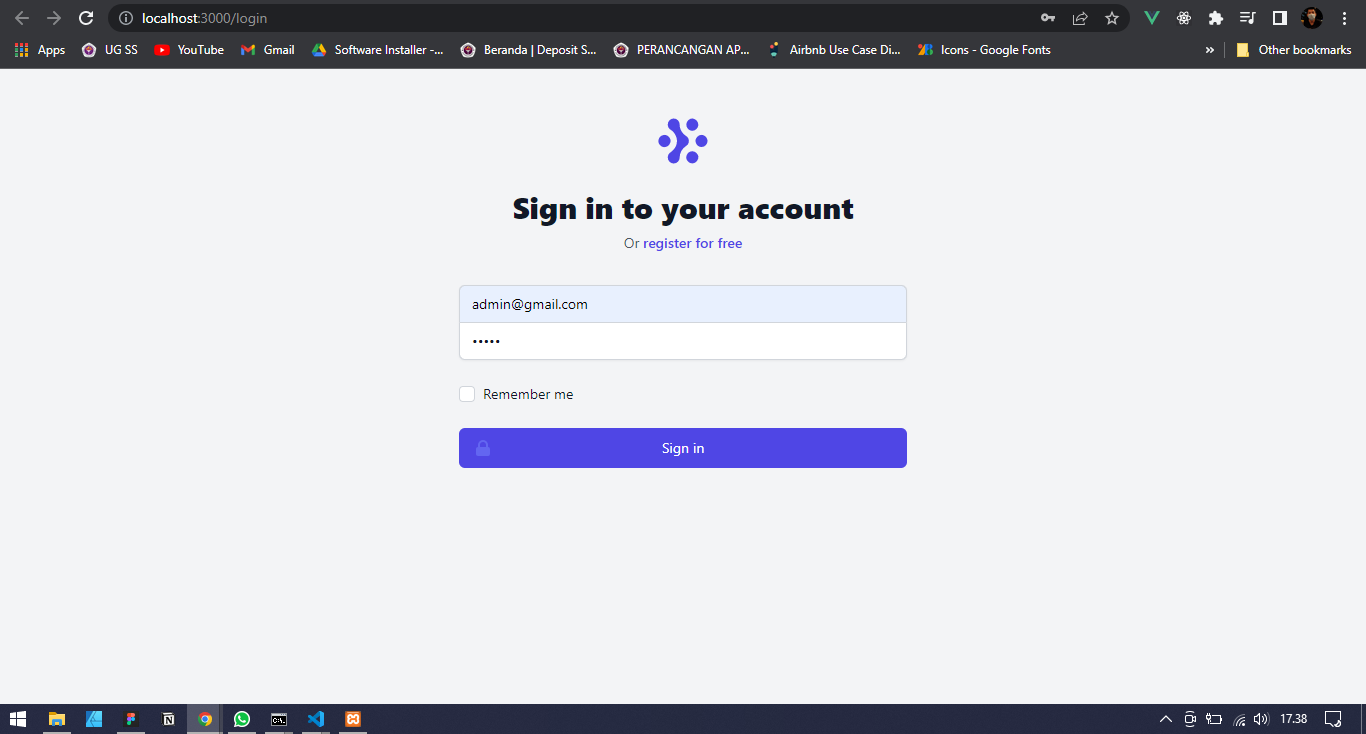 localhost:3000/login
Apps UG SS YouTube Gmail Software Installer -... Beranda | Deposit S... PERANCANGAN AP... Airbnb Use Case Di... Icons - Google Fonts » Other bookmarks
Sign in to your account
Or register for free
admin@gmail.com
•••••
Remember me
Sign in
17.38